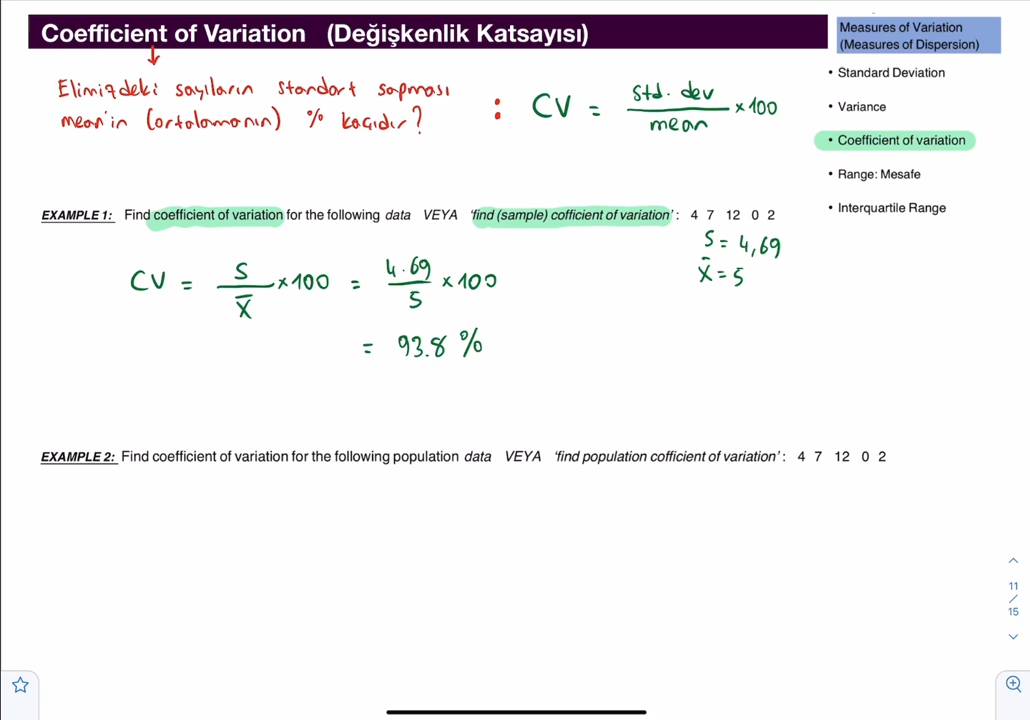 Coefficient of Variation (Değişkenlik Katsayısı)
Elimizdeki sayıların standart sapması
mean'in (ortalamanın) % kaçıdır?
: CV = std. dev / mean × 100
Measures of Variation
(Measures of Dispersion)
• Standard Deviation
• Variance
• Coefficient of variation
• Range: Mesafe
• Interquartile Range
EXAMPLE 1: Find coefficient of variation for the following data VEYA 'find (sample) cofficient of variation': 4 7 12 0 2
S = 4,69
x̄ = 5
CV = S / x̄ × 100 = 4.69 / 5 × 100
= 93.8 %
EXAMPLE 2: Find coefficient of variation for the following population data VEYA 'find population cofficient of variation': 4 7 12 0 2
11
/
15